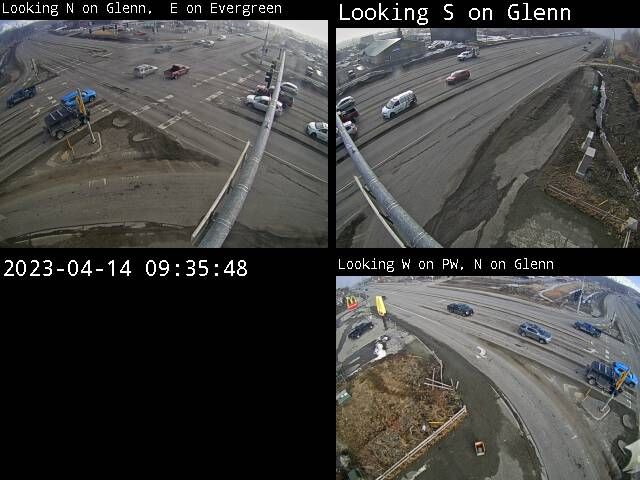 Looking N on Glenn,  E on Evergreen
Looking S on Glenn
2023-04-14 09:35:48
Looking W on PW, N on Glenn